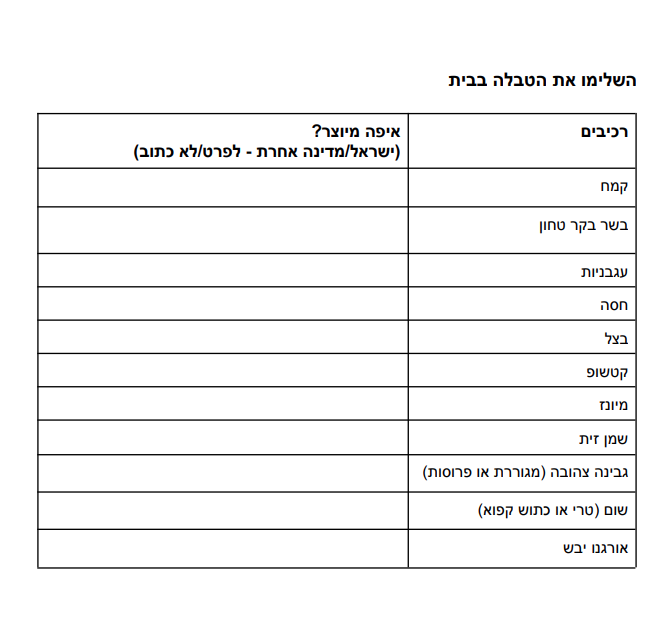 השלימו את הטבלה בבית
רכיבים
איפה מיוצר?
(ישראל/מדינה אחרת - לפרט/לא כתוב)
קמח
בשר בקר טחון
עגבניות
חסה
בצל
קטשופ
מיונז
שמן זית
גבינה צהובה (מגוררת או פרוסות)
שום (טרי או כתוש קפוא)
אורגנו יבש